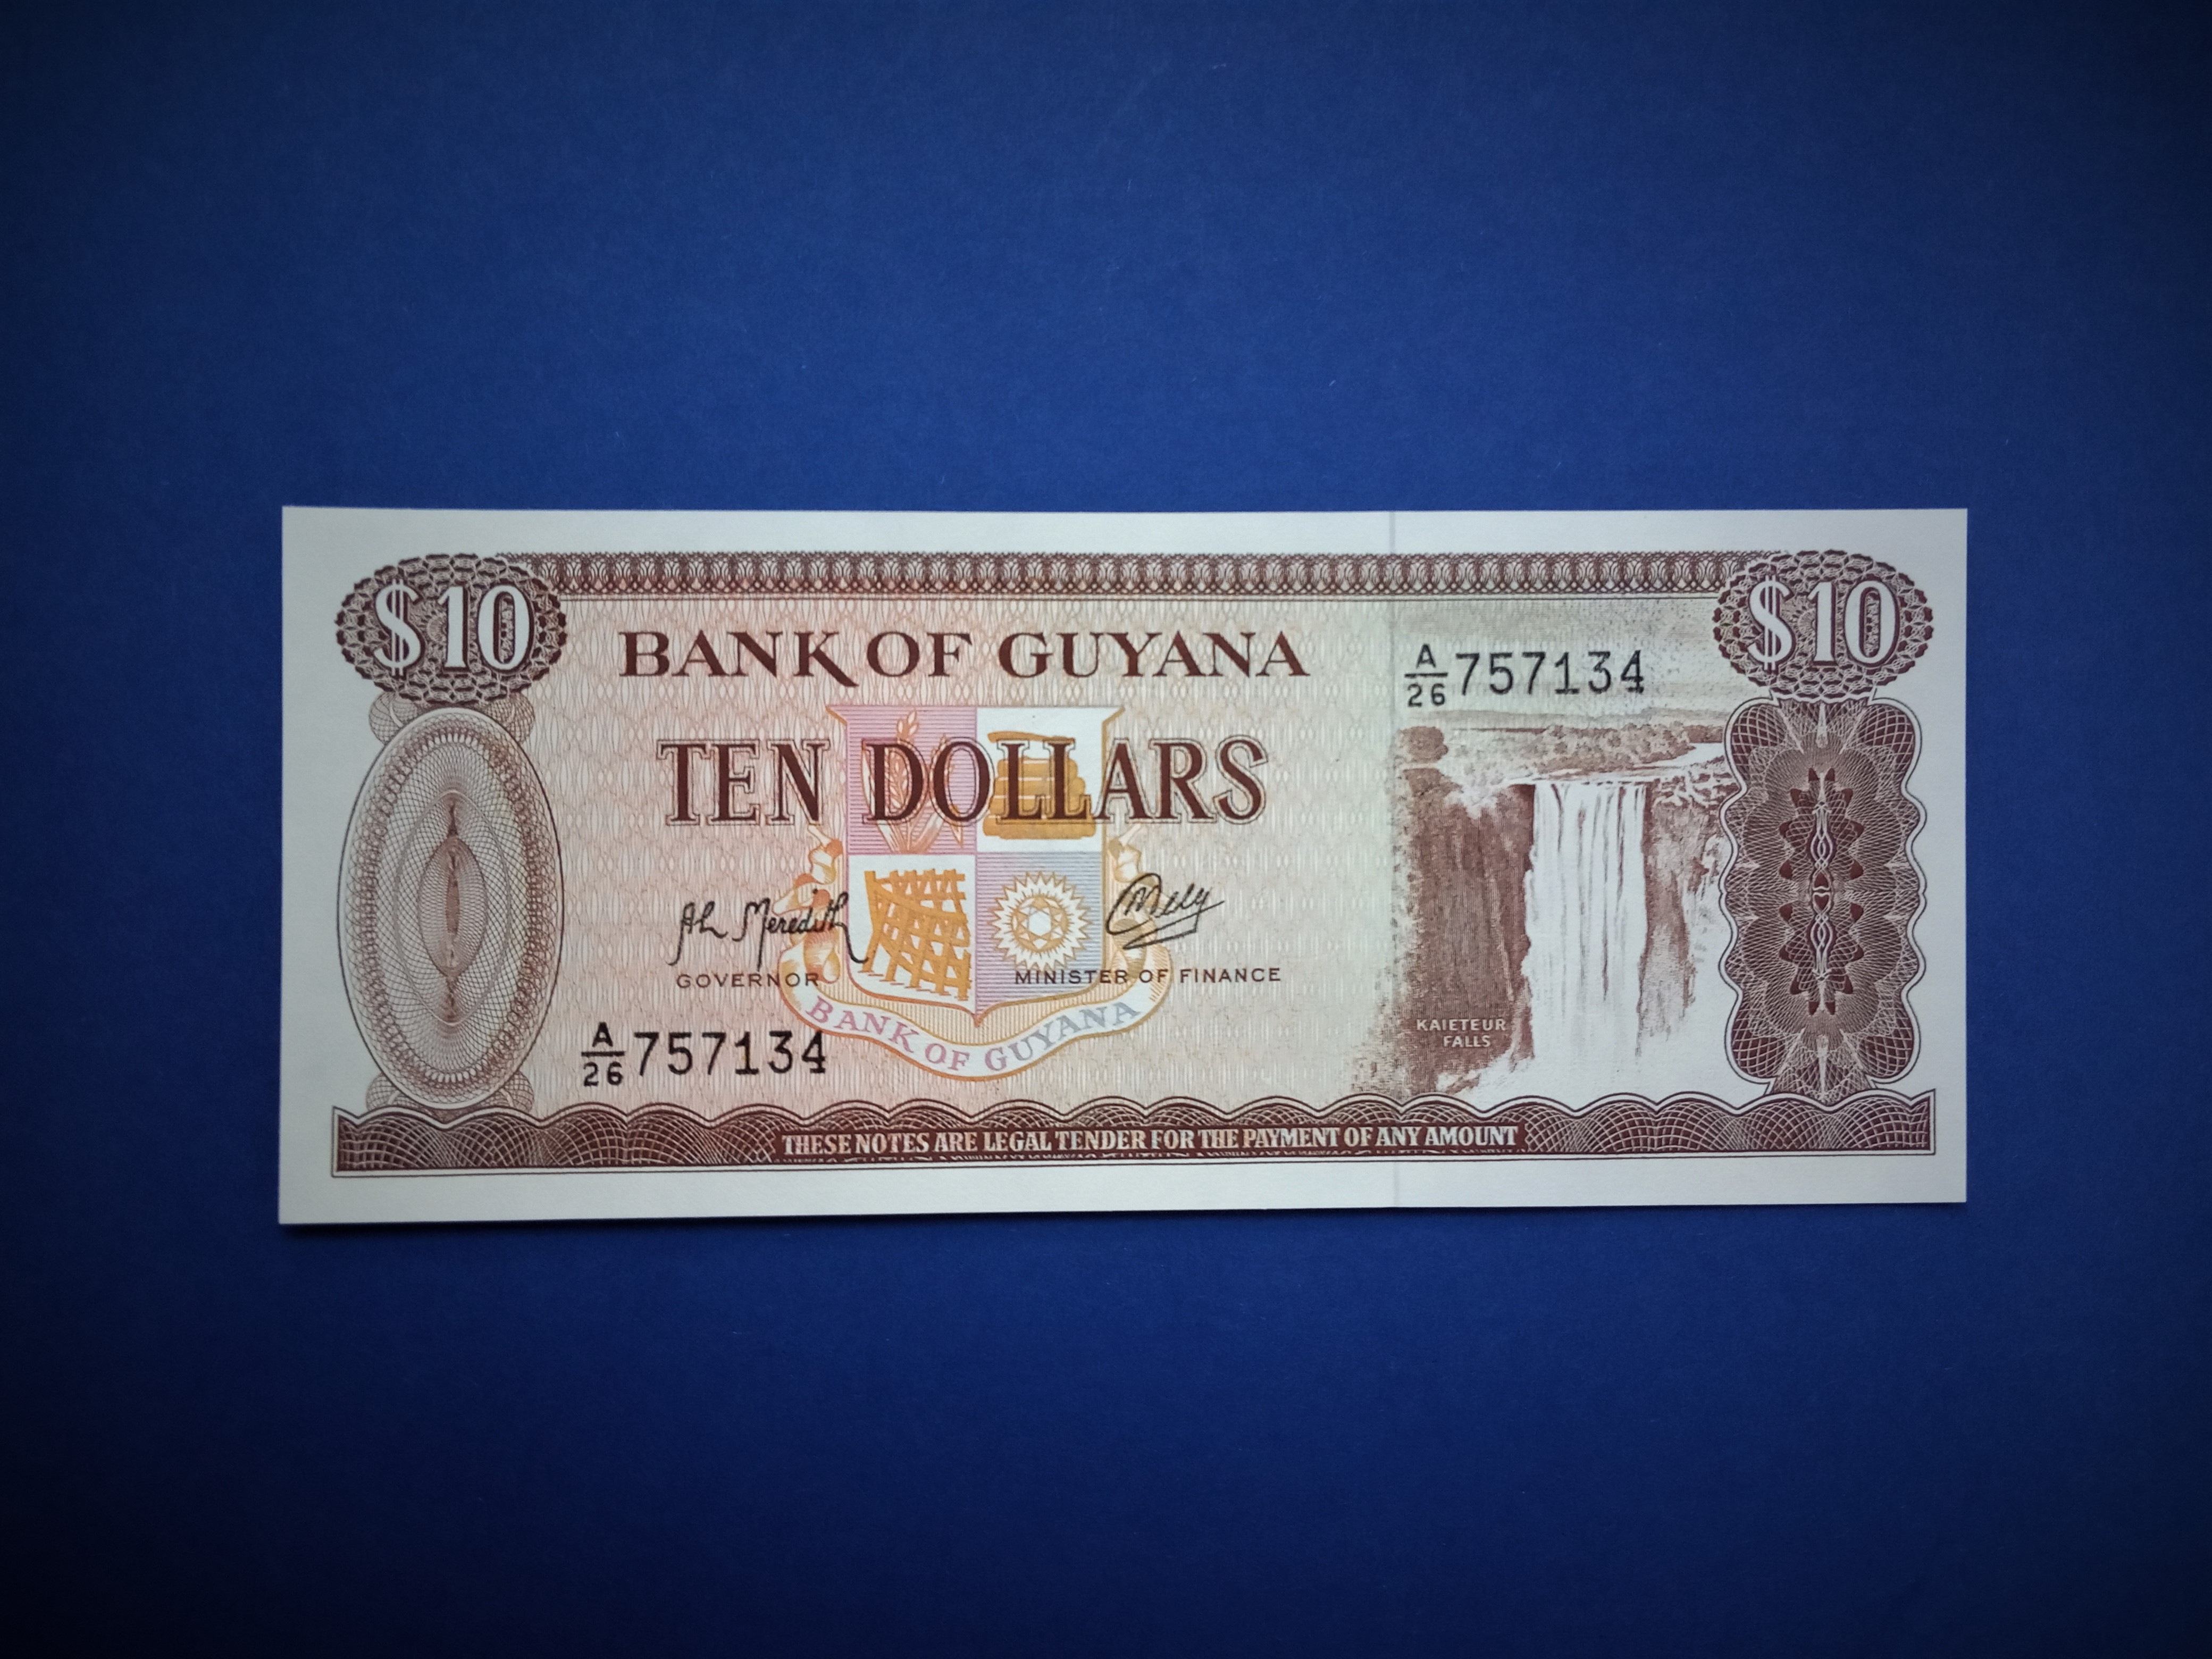 $10
$10
BANK OF GUYANA
A/26 757134
TEN DOLLARS
Meredith
GOVERNOR
MINISTER OF FINANCE
BANK OF GUYANA
KAIETEUR
FALLS
A/26 757134
THESE NOTES ARE LEGAL TENDER FOR THE PAYMENT OF ANY AMOUNT